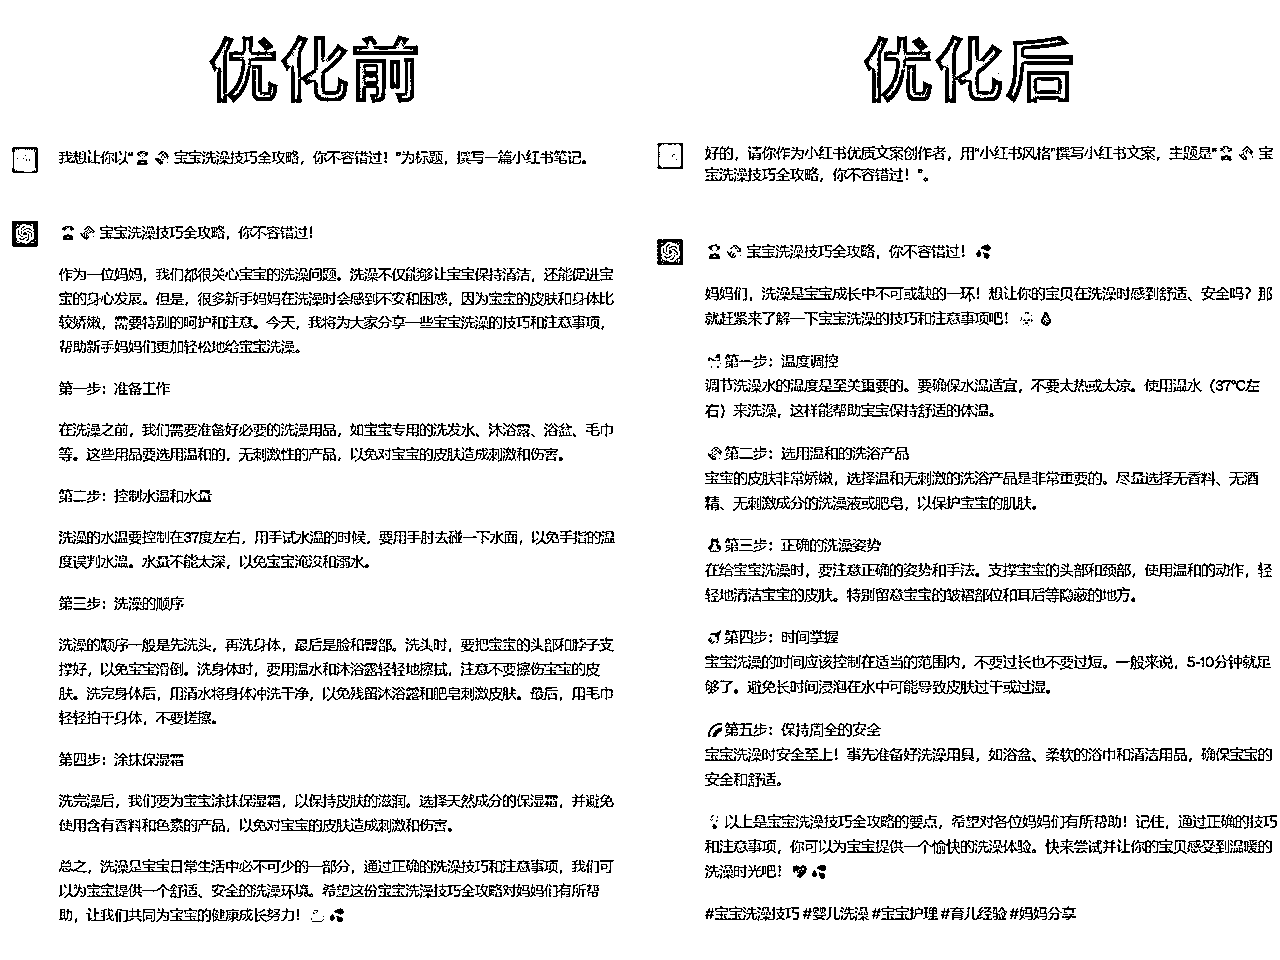 优化前
我想让你以“🛁 🧼 宝宝洗澡技巧全攻略，你不容错过！”为标题，撰写一篇小红书笔记。
🛁 🧼 宝宝洗澡技巧全攻略，你不容错过！
作为一位妈妈，我们都很关心宝宝的洗澡问题。洗澡不仅能够让宝宝保持清洁，还能促进宝
宝的身心发展。但是，很多新手妈妈在洗澡时会感到不安和困惑，因为宝宝的皮肤和身体比
较娇嫩，需要特别的呵护和注意。今天，我将为大家分享一些宝宝洗澡的技巧和注意事项，
帮助新手妈妈们更加轻松地给宝宝洗澡。
第一步：准备工作
在洗澡之前，我们需要准备好必要的洗澡用品，如宝宝专用的洗发水、沐浴露、浴盆、毛巾
等。这些用品要选用温和的，无刺激性的产品，以免对宝宝的皮肤造成刺激和伤害。
第二步：控制水温和水量
洗澡的水温要控制在37度左右，用手试水温的时候，要用手肘去碰一下水面，以免手指的温
度误判水温。水量不能太深，以免宝宝淹没和溺水。
第三步：洗澡的顺序
洗澡的顺序一般是先洗头，再洗身体，最后是脸和臀部。洗头时，要把宝宝的头部和脖子支
撑好，以免宝宝滑倒。洗身体时，要用温水和沐浴露轻轻地擦拭，注意不要擦伤宝宝的皮
肤。洗完身体后，用清水将身体冲洗干净，以免残留沐浴露和肥皂刺激皮肤。最后，用毛巾
轻轻拍干身体，不要搓擦。
第四步：涂抹保湿霜
洗完澡后，我们要为宝宝涂抹保湿霜，以保持皮肤的滋润。选择天然成分的保湿霜，并避免
使用含有香料和色素的产品，以免对宝宝的皮肤造成刺激和伤害。
总之，洗澡是宝宝日常生活中必不可少的一部分，通过正确的洗澡技巧和注意事项，我们可
以为宝宝提供一个舒适、安全的洗澡环境。希望这份宝宝洗澡技巧全攻略对妈妈们有所帮
助，让我们共同为宝宝的健康成长努力！
优化后
好的，请你作为小红书优质文案创作者，用“小红书风格”撰写小红书文案，主题是“🛁 🧼 宝
宝洗澡技巧全攻略，你不容错过！”。
🛁 🧼 宝宝洗澡技巧全攻略，你不容错过！💦
妈妈们，洗澡是宝宝成长中不可或缺的一环！想让你的宝贝在洗澡时感到舒适、安全吗？那
就赶紧来了解一下宝宝洗澡的技巧和注意事项吧！
第一步：温度调控
调节洗澡水的温度是至关重要的。要确保水温适宜，不要太热或太凉。使用温水（37°C左
右）来洗澡，这样能帮助宝宝保持舒适的体温。
第二步：选用温和的洗浴产品
宝宝的皮肤非常娇嫩，选择温和无刺激的洗浴产品是非常重要的。尽量选择无香料、无酒
精、无刺激成分的洗澡液或肥皂，以保护宝宝的肌肤。
第三步：正确的洗澡姿势
在给宝宝洗澡时，要注意正确的姿势和手法。支撑宝宝的头部和颈部，使用温和的动作，轻
轻地清洁宝宝的皮肤。特别留意宝宝的皱褶部位和耳后等隐蔽的地方。
第四步：时间掌握
宝宝洗澡的时间应该控制在适当的范围内，不要过长也不要过短。一般来说，5-10分钟就足
够了。避免长时间浸泡在水中可能导致皮肤过干或过湿。
第五步：保持周全的安全
宝宝洗澡时安全至上！事先准备好洗澡用具，如浴盆、柔软的浴巾和清洁用品，确保宝宝的
安全和舒适。
以上是宝宝洗澡技巧全攻略的要点，希望对各位妈妈们有所帮助！记住，通过正确的技巧
和注意事项，你可以为宝宝提供一个愉快的洗澡体验。快来尝试并让你的宝贝感受到温暖的
洗澡时光吧！
#宝宝洗澡技巧 #婴儿洗澡 #宝宝护理 #育儿经验 #妈妈分享